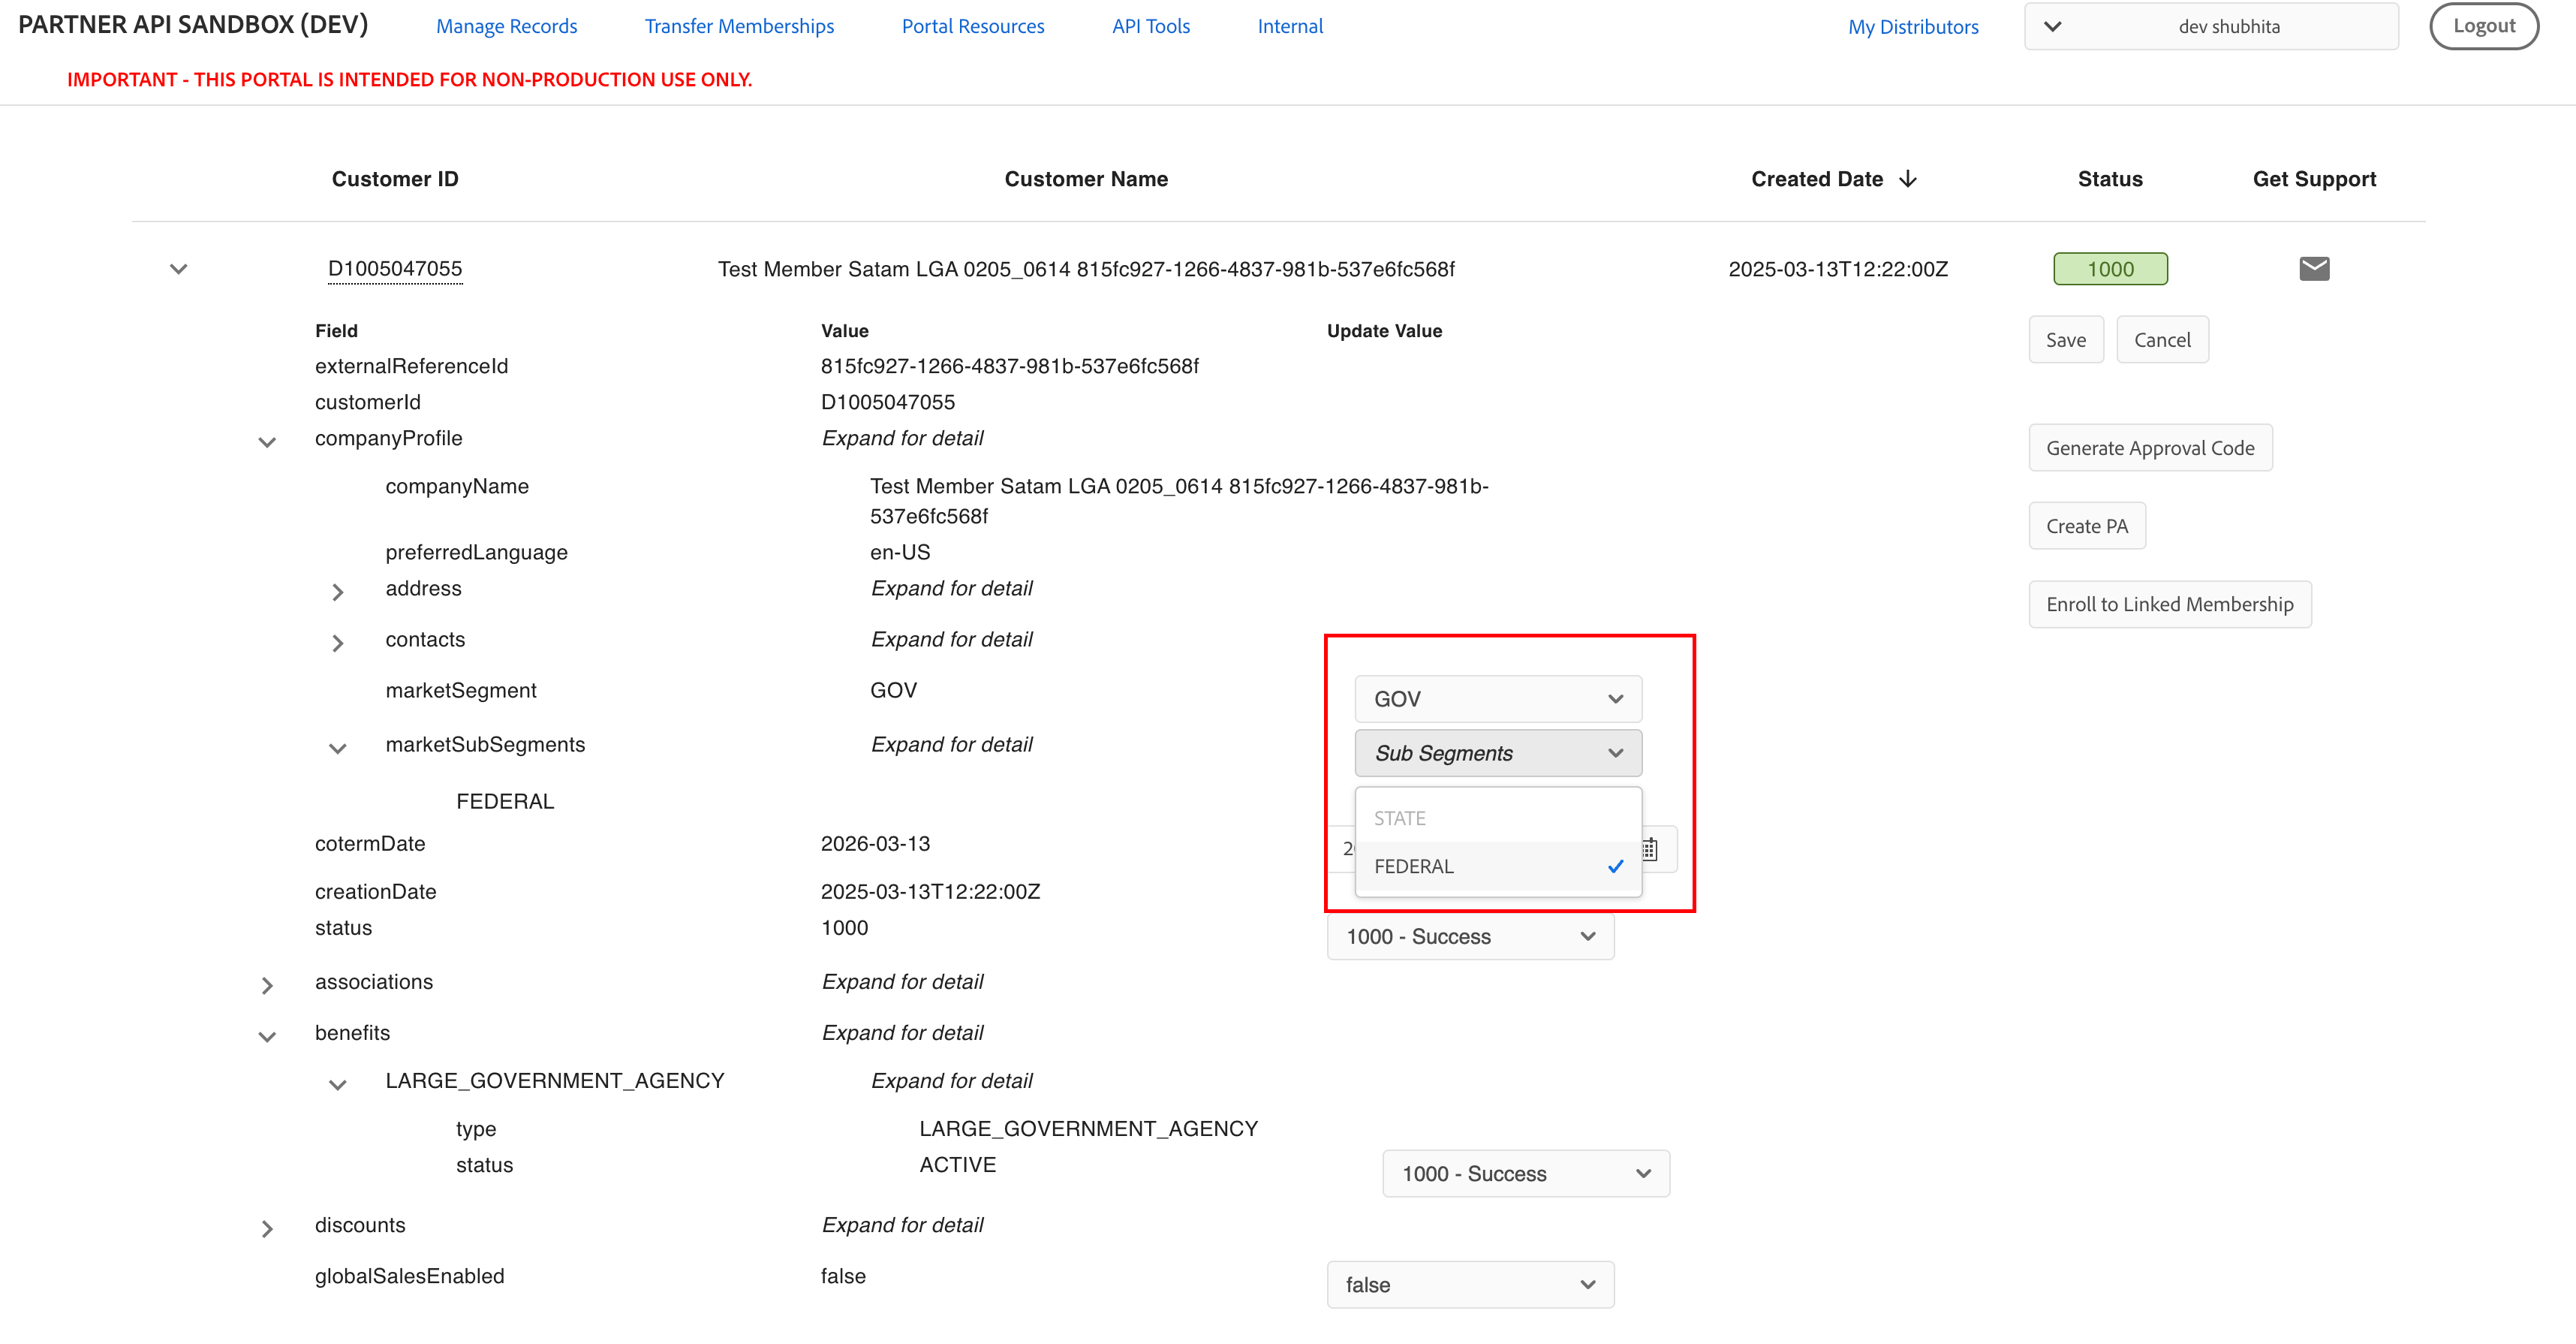 PARTNER API SANDBOX (DEV) Manage Records Transfer Memberships Portal Resources API Tools Internal My Distributors dev shubhita Logout
IMPORTANT - THIS PORTAL IS INTENDED FOR NON-PRODUCTION USE ONLY.
Customer ID Customer Name Created Date Status Get Support
D1005047055 Test Member Satam LGA 0205_0614 815fc927-1266-4837-981b-537e6fc568f 2025-03-13T12:22:00Z 1000
Field Value Update Value
Save Cancel
externalReferenceId 815fc927-1266-4837-981b-537e6fc568f
customerId D1005047055
companyProfile Expand for detail
Generate Approval Code
companyName Test Member Satam LGA 0205_0614 815fc927-1266-4837-981b-
537e6fc568f
Create PA
preferredLanguage en-US
address Expand for detail
Enroll to Linked Membership
contacts Expand for detail
marketSegment GOV GOV
marketSubSegments Expand for detail Sub Segments
FEDERAL
STATE
cotermDate 2026-03-13
FEDERAL
creationDate 2025-03-13T12:22:00Z
status 1000 1000 - Success
associations Expand for detail
benefits Expand for detail
LARGE_GOVERNMENT_AGENCY Expand for detail
type LARGE_GOVERNMENT_AGENCY
status ACTIVE 1000 - Success
discounts Expand for detail
globalSalesEnabled false false